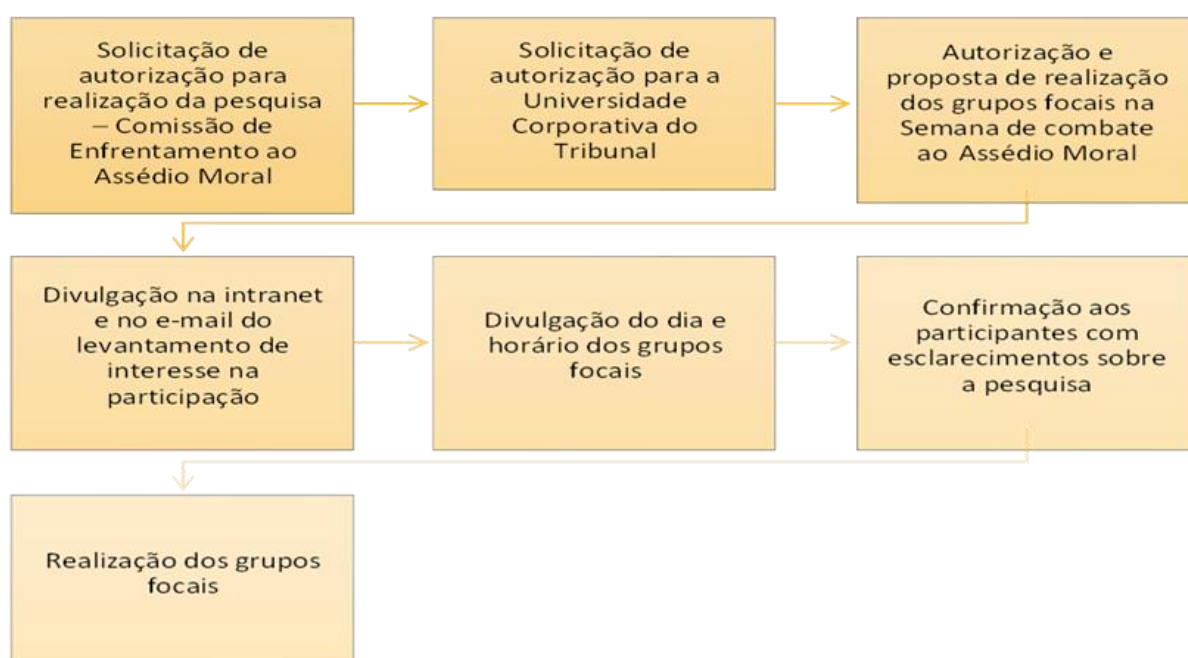 Solicitação de
autorização para
realização da pesquisa
– Comissão de
Enfrentamento ao
Assédio Moral
Solicitação de
autorização para a
Universidade
Corporativa do
Tribunal
Autorização e
proposta de realização
dos grupos focais na
Semana de combate
ao Assédio Moral
Divulgação na intranet
e no e-mail do
levantamento de
interesse na
participação
Divulgação do dia e
horário dos grupos
focais
Confirmação aos
participantes com
esclarecimentos sobre
a pesquisa
Realização dos grupos
focais